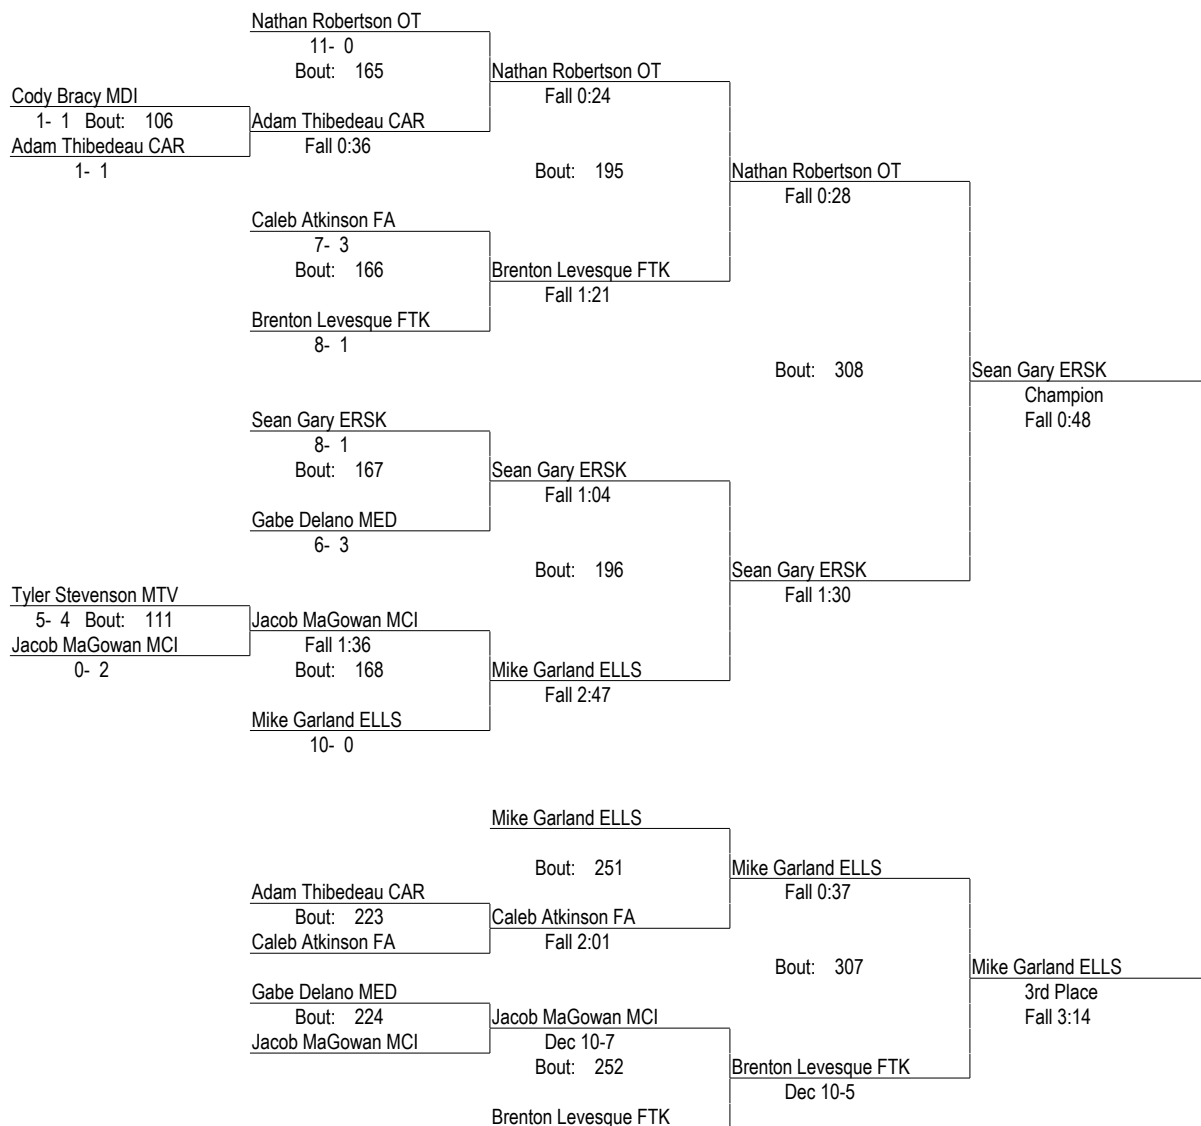 Nathan Robertson OT
11- 0
Bout: 165
Nathan Robertson OT
Cody Bracy MDI
Fall 0:24
1- 1 Bout: 106
Adam Thibedeau CAR
Adam Thibedeau CAR
Fall 0:36
1- 1
Bout: 195
Nathan Robertson OT
Fall 0:28
Caleb Atkinson FA
7- 3
Bout: 166
Brenton Levesque FTK
Fall 1:21
Brenton Levesque FTK
8- 1
Bout: 308
Sean Gary ERSK
Champion
Fall 0:48
Sean Gary ERSK
8- 1
Bout: 167
Sean Gary ERSK
Fall 1:04
Gabe Delano MED
6- 3
Bout: 196
Sean Gary ERSK
Fall 1:30
Tyler Stevenson MTV
5- 4 Bout: 111
Jacob MaGowan MCI
Jacob MaGowan MCI
Fall 1:36
0- 2
Bout: 168
Mike Garland ELLS
Fall 2:47
Mike Garland ELLS
10- 0
Mike Garland ELLS
Bout: 251
Mike Garland ELLS
Fall 0:37
Adam Thibedeau CAR
Bout: 223
Caleb Atkinson FA
Caleb Atkinson FA
Fall 2:01
Bout: 307
Mike Garland ELLS
3rd Place
Fall 3:14
Gabe Delano MED
Bout: 224
Jacob MaGowan MCI
Jacob MaGowan MCI
Dec 10-7
Bout: 252
Brenton Levesque FTK
Dec 10-5
Brenton Levesque FTK